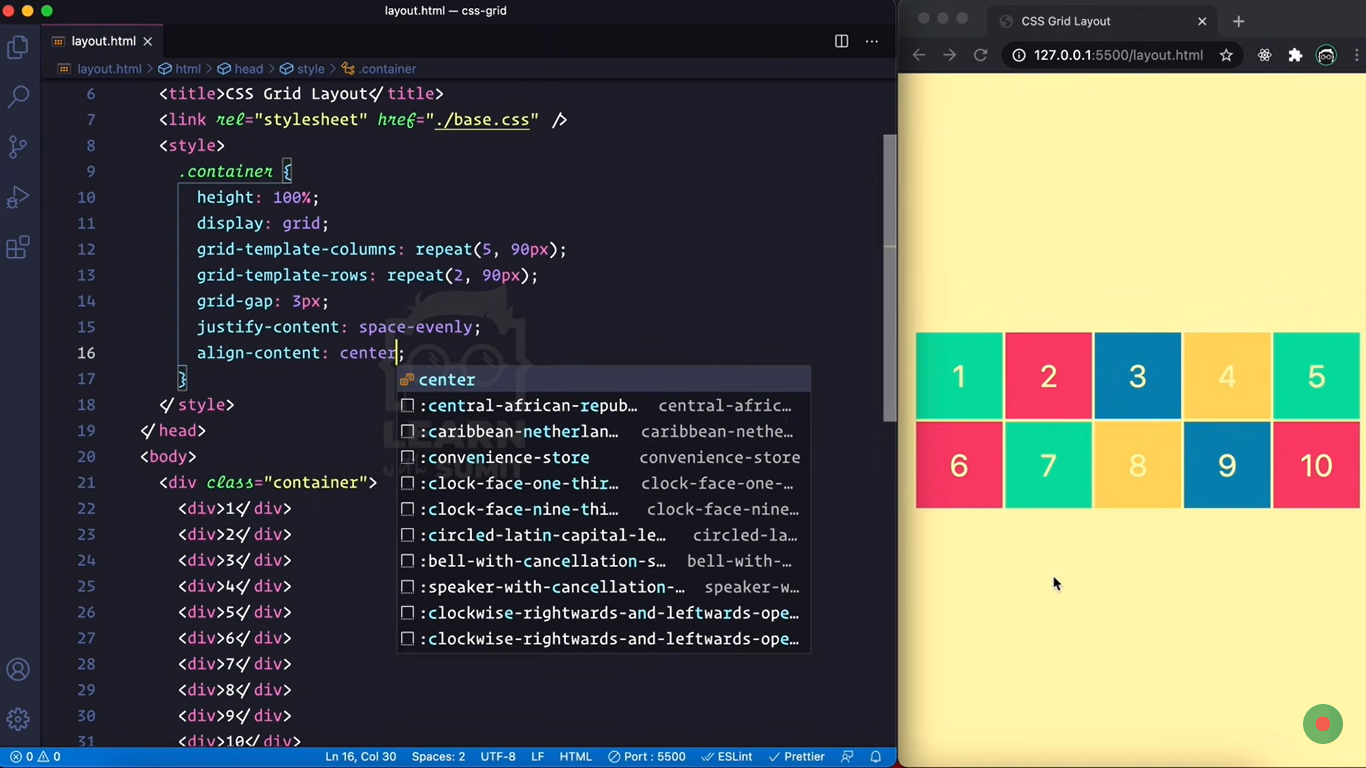 layout.html — css-grid
layout.html
layout.html > html > head > style > .container
6 <title>CSS Grid Layout</title>
7 <link rel="stylesheet" href="./base.css" />
8 <style>
9 .container {
10 height: 100%;
11 display: grid;
12 grid-template-columns: repeat(5, 90px);
13 grid-template-rows: repeat(2, 90px);
14 grid-gap: 3px;
15 justify-content: space-evenly;
16 align-content: center;
17 }
18 </style>
19 </head>
20 <body>
21 <div class="container">
22 <div>1</div>
23 <div>2</div>
24 <div>3</div>
25 <div>4</div>
26 <div>5</div>
27 <div>6</div>
28 <div>7</div>
29 <div>8</div>
30 <div>9</div>
31 <div>10</div>
center
:central-african-repub… central-afric…
:caribbean-netherlan… caribbean-nethe…
:convenience-store convenience-store
:clock-face-one-thir… clock-face-one-…
:clock-face-nine-thi… clock-face-nine…
:circled-latin-capital-le… circled-la…
:bell-with-cancellation-s… bell-with-…
:speaker-with-cancellation-… speaker-w…
:clockwise-rightwards-and-leftwards-ope…
:clockwise-rightwards-and-leftwards-ope…
LEARN
SUMIT
0 0 Ln 16, Col 30 Spaces: 2 UTF-8 LF HTML Port : 5500 ESLint Prettier
CSS Grid Layout
127.0.0.1:5500/layout.html
1 2 3 4 5
6 7 8 9 10